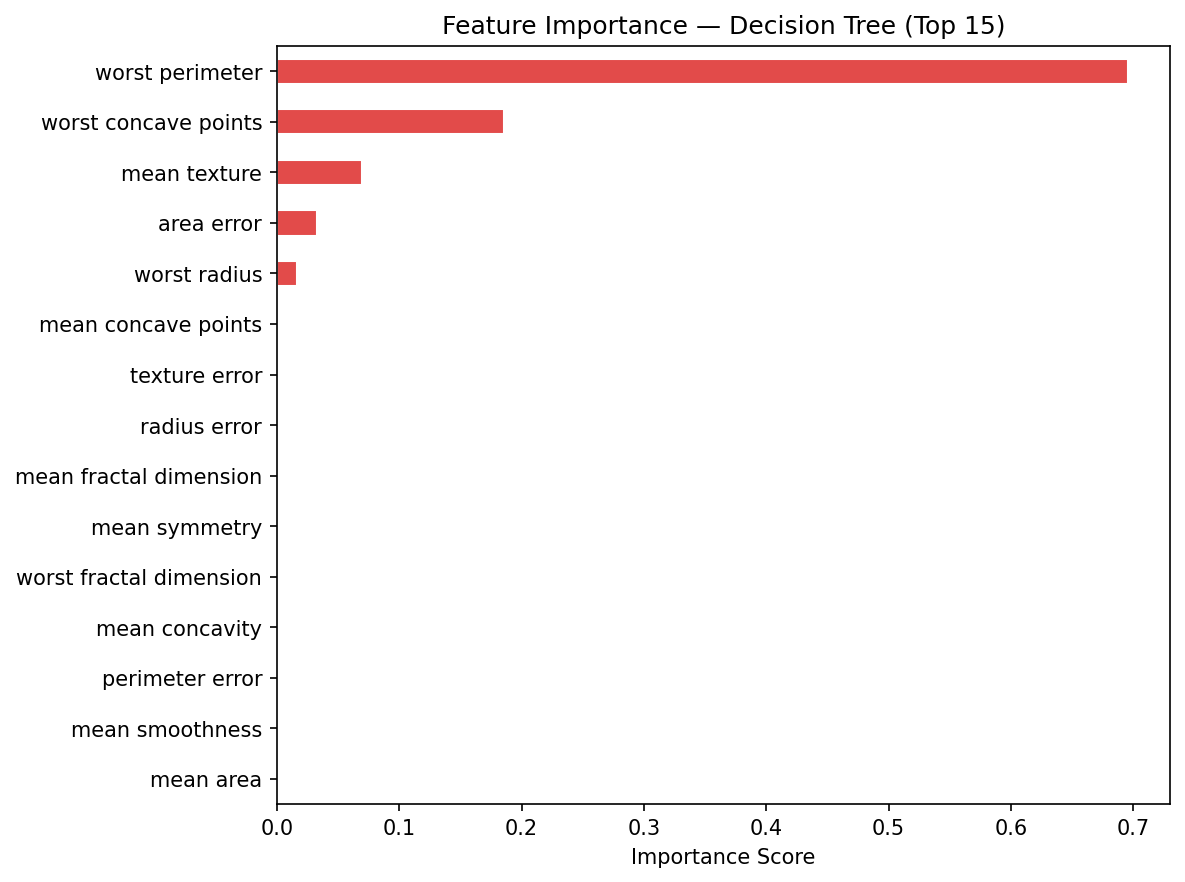 Feature Importance — Decision Tree (Top 15)
worst perimeter
worst concave points
mean texture
area error
worst radius
mean concave points
texture error
radius error
mean fractal dimension
mean symmetry
worst fractal dimension
mean concavity
perimeter error
mean smoothness
mean area
0.0 0.1 0.2 0.3 0.4 0.5 0.6 0.7
Importance Score